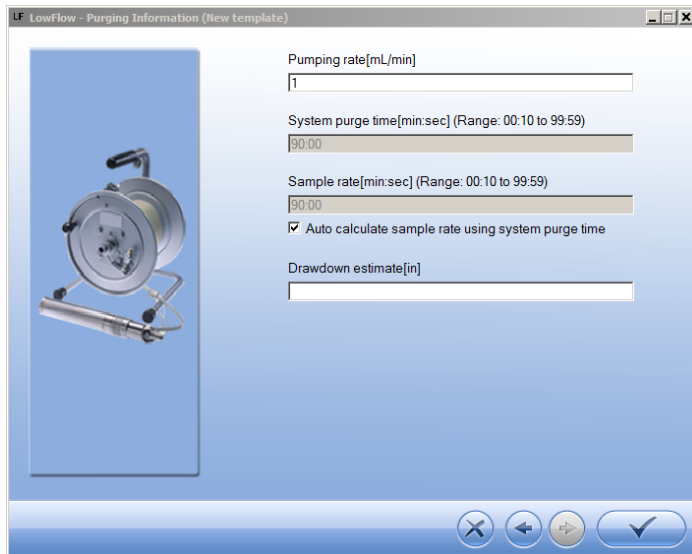 LF LowFlow - Purging Information (New template)
Pumping rate[mL/min]
1
System purge time[min:sec] (Range: 00:10 to 99:59)
90:00
Sample rate[min:sec] (Range: 00:10 to 99:59)
90:00
Auto calculate sample rate using system purge time
Drawdown estimate[in]